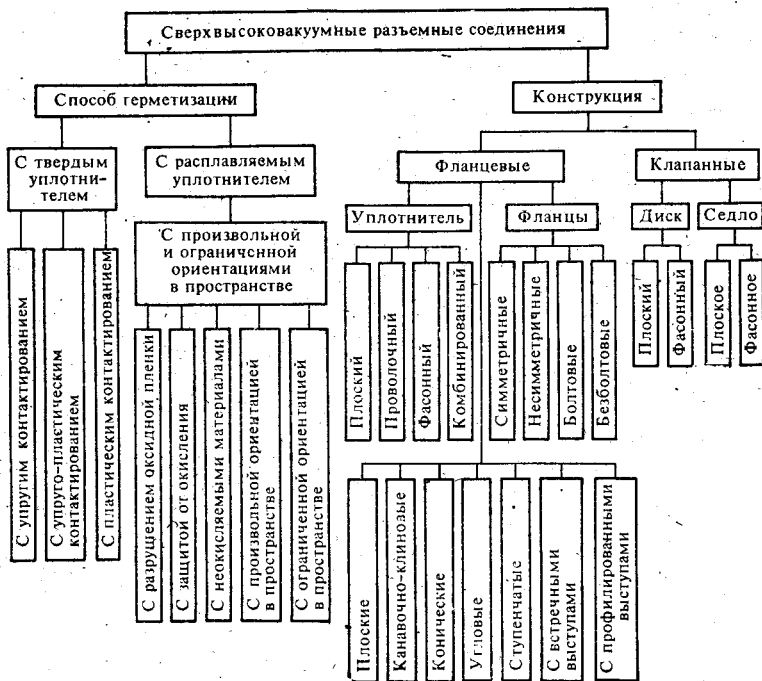 Сверхвысоковакуумные разъемные соединения
Способ герметизации
Конструкция
С твердым
уплотни-
телем
С расплавляемым
уплотнителем
Фланцевые
Клапанные
С произвольной
и ограниченной
ориентациями
в пространстве
Уплотнитель
Фланцы
Диск
Седло
С упругим контактированием
С упруго-пластическим
контактированием
С пластическим контактированием
С разрушением оксидной пленки
С защитой от окисления
С неокисляемыми материалами
С произвольной ориентацией
в пространстве
С ограниченной ориентацией
в пространстве
Плоский
Проволочный
Фасонный
Комбинированный
Симметричные
Несимметричные
Болтовые
Безболтовые
Плоский
Фасонный
Плоское
Фасонное
Плоские
Канавочно-клиновые
Конические
Угловые
Ступенчатые
С встречными
выступами
С профилированными
выступами